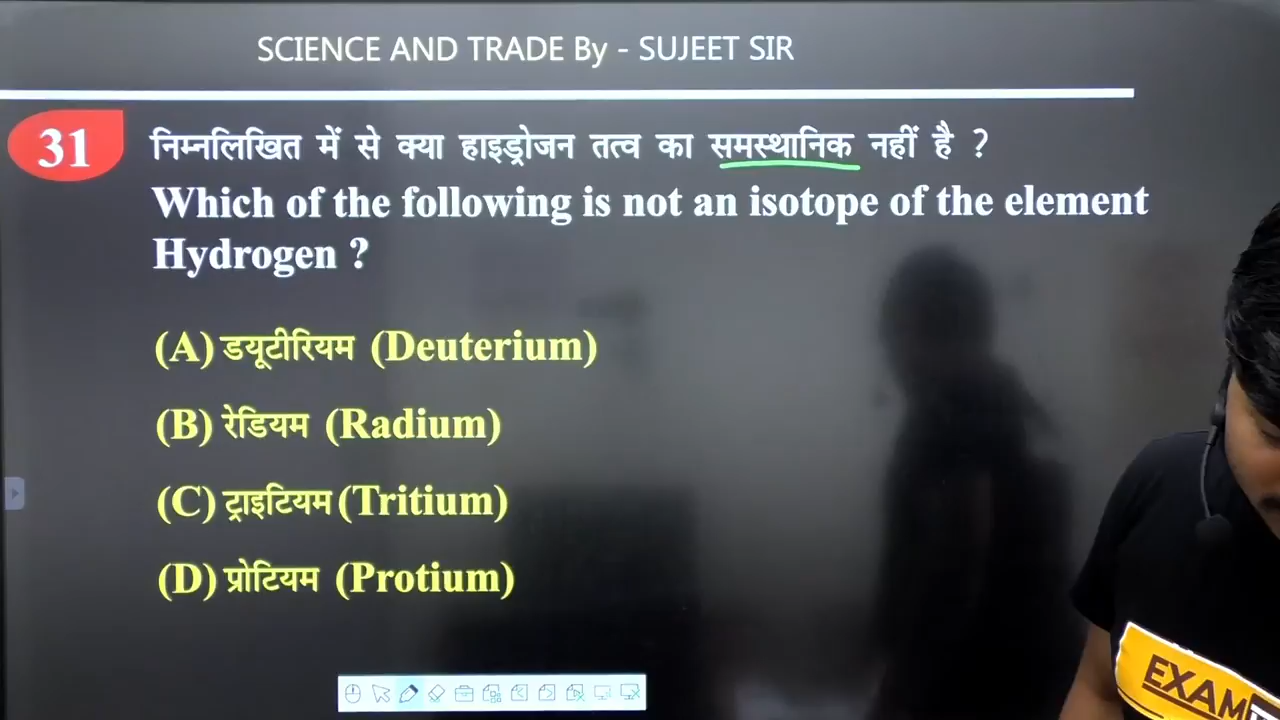 SCIENCE AND TRADE By - SUJEET SIR
31 निम्नलिखित में से क्या हाइड्रोजन तत्व का समस्थानिक नहीं है ?
Which of the following is not an isotope of the element
Hydrogen ?
(A) डयूटीरियम (Deuterium)
(B) रेडियम (Radium)
(C) ट्राइटियम (Tritium)
(D) प्रोटियम (Protium)
EXAM